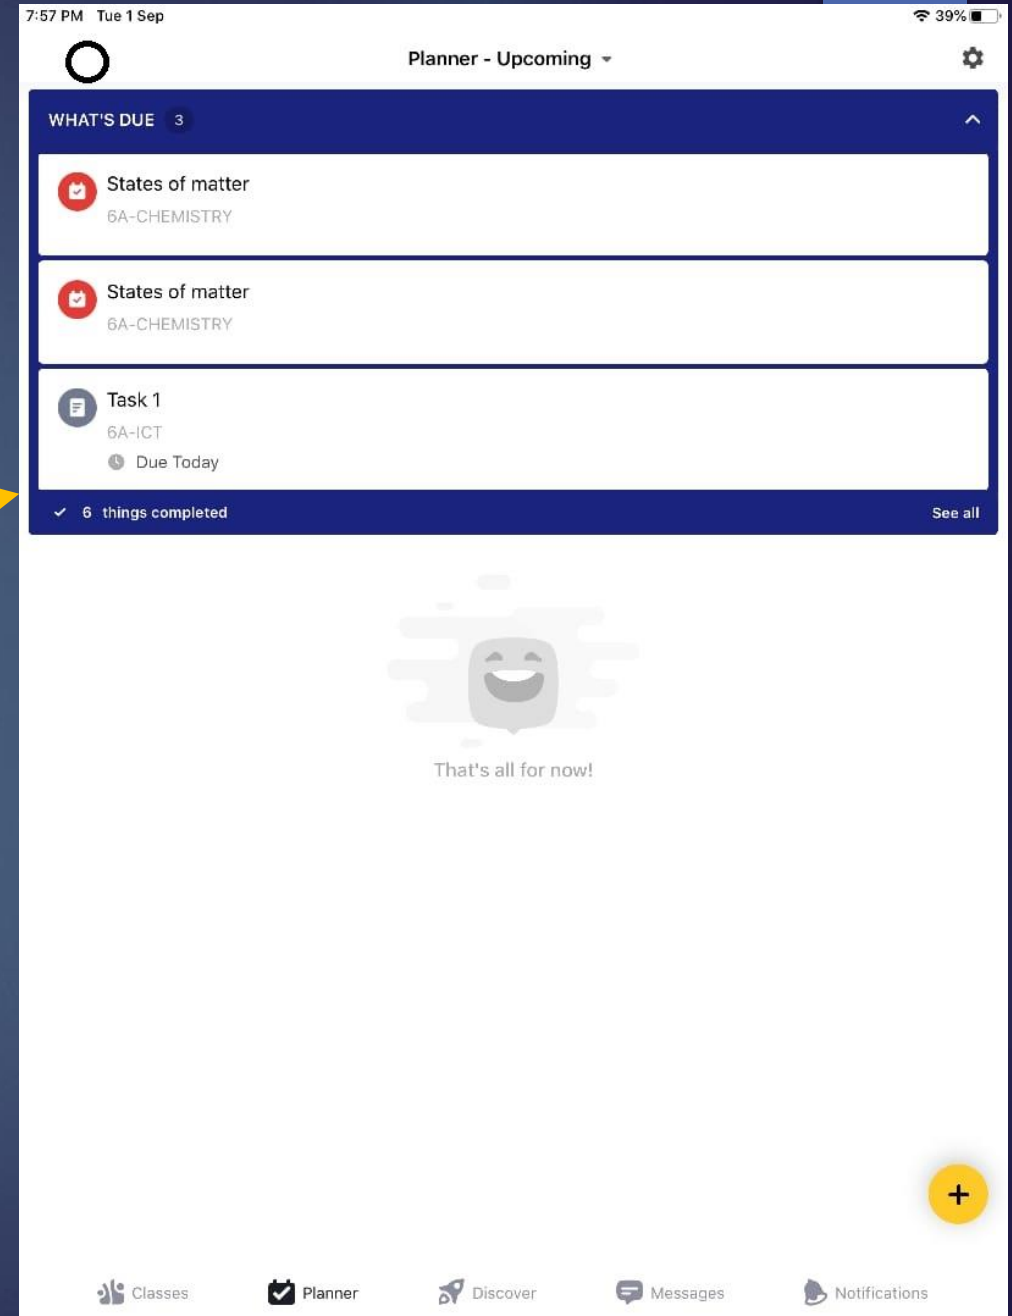 7:57 PM Tue 1 Sep 39%
Planner - Upcoming
WHAT'S DUE 3
States of matter
6A-CHEMISTRY
States of matter
6A-CHEMISTRY
Task 1
6A-ICT
Due Today
6 things completed See all
That's all for now!
Classes Planner Discover Messages Notifications